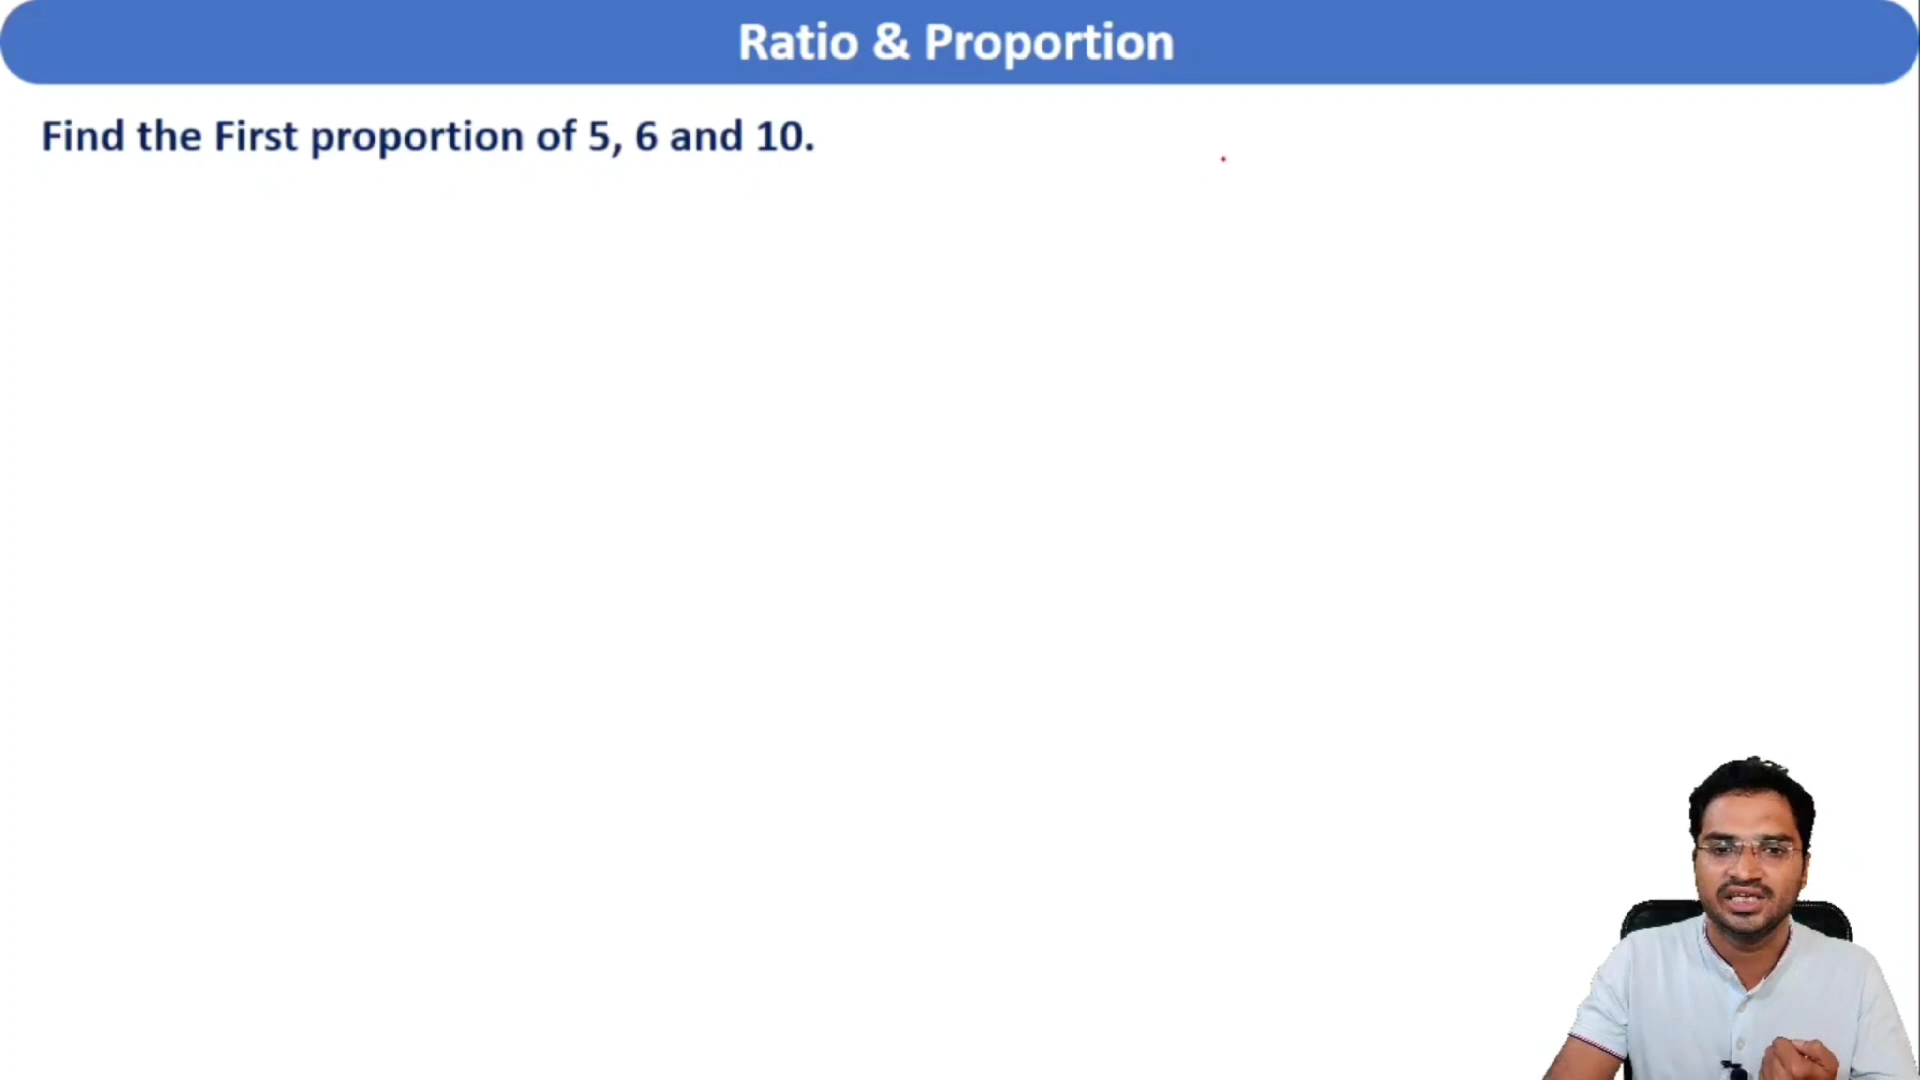 Ratio & Proportion
Find the First proportion of 5, 6 and 10.